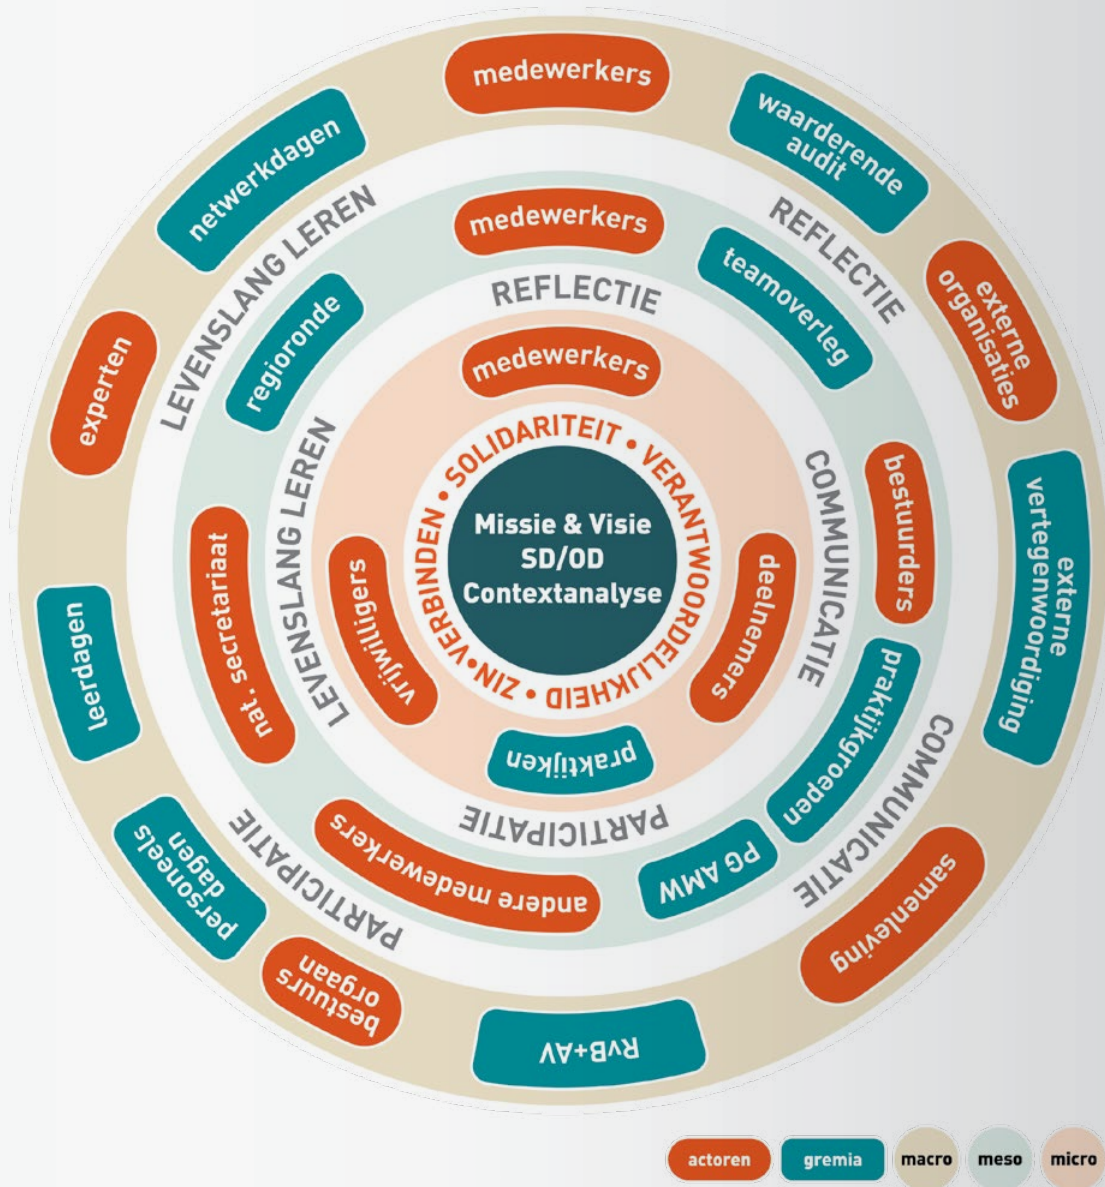 medewerkers
waarderende
audit
externe
organisaties
externe
vertegenwoordiging
samenleving
RvB+AV
bestuurs
orgaan
personeels
dagen
leerdagen
experten
netwerkdagen
REFLECTIE
COMMUNICATIE
PARTICIPATIE
LEVENSLANG LEREN
medewerkers
teamoverleg
bestuurders
praktijkgroepen
PG AMW
andere medewerkers
nat. secretariaat
regioronde
REFLECTIE
COMMUNICATIE
PARTICIPATIE
LEVENSLANG LEREN
medewerkers
deelnemers
praktijken
vrijwilligers
SOLIDARITEIT • VERANTWOORDELIJKHEID • ZIN•VERBINDEN •
Missie & Visie
SD/OD
Contextanalyse
actoren
gremia
macro
meso
micro